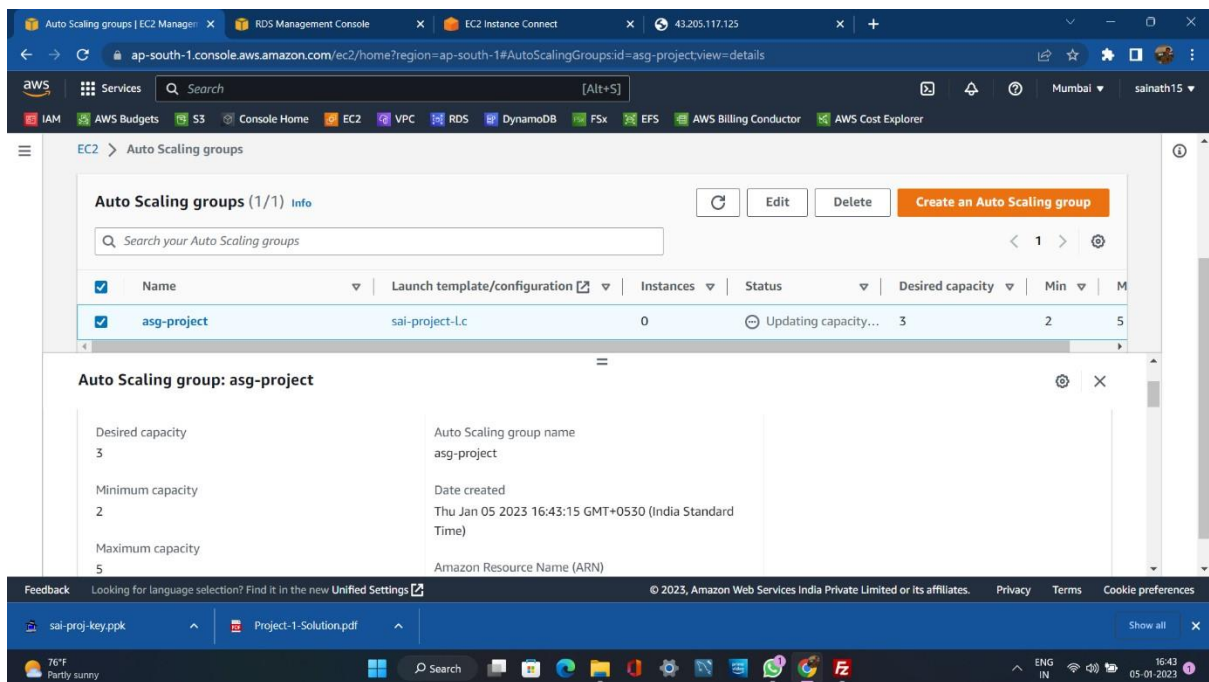 Auto Scaling groups | EC2 Managem
RDS Management Console
EC2 Instance Connect
43.205.117.125
ap-south-1.console.aws.amazon.com/ec2/home?region=ap-south-1#AutoScalingGroups:id=asg-project;view=details
aws
Services
Search
[Alt+S]
Mumbai
sainath15
IAM
AWS Budgets
S3
Console Home
EC2
VPC
RDS
DynamoDB
FSx
EFS
AWS Billing Conductor
AWS Cost Explorer
EC2 > Auto Scaling groups
Auto Scaling groups (1/1) Info
Edit
Delete
Create an Auto Scaling group
Search your Auto Scaling groups
1
Name
Launch template/configuration
Instances
Status
Desired capacity
Min
M
asg-project
sai-project-l.c
0
Updating capacity...
3
2
5
Auto Scaling group: asg-project
Desired capacity
3
Minimum capacity
2
Maximum capacity
5
Auto Scaling group name
asg-project
Date created
Thu Jan 05 2023 16:43:15 GMT+0530 (India Standard
Time)
Amazon Resource Name (ARN)
Feedback
Looking for language selection? Find it in the new Unified Settings
© 2023, Amazon Web Services India Private Limited or its affiliates.
Privacy
Terms
Cookie preferences
sai-proj-key.ppk
Project-1-Solution.pdf
Show all
76°F
Partly sunny
Search
ENG
IN
16:43
05-01-2023
1